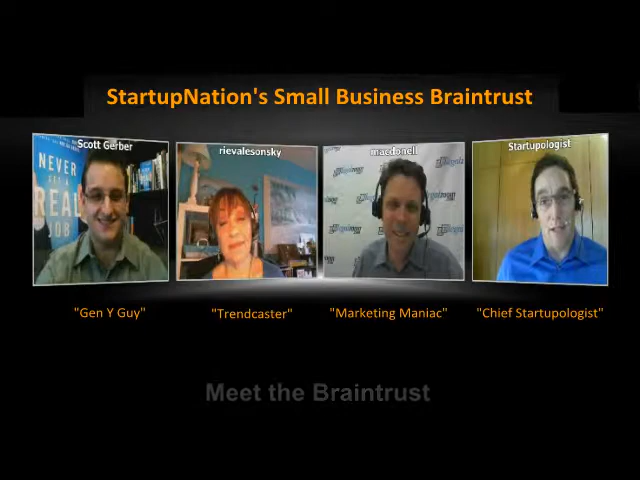 StartupNation's Small Business Braintrust
Scott Gerber
rievalesonsky
macdonell
Startupologist
NEVER
GET A
REAL
JOB
"Gen Y Guy"
"Trendcaster"
"Marketing Maniac"
"Chief Startupologist"
Meet the Braintrust